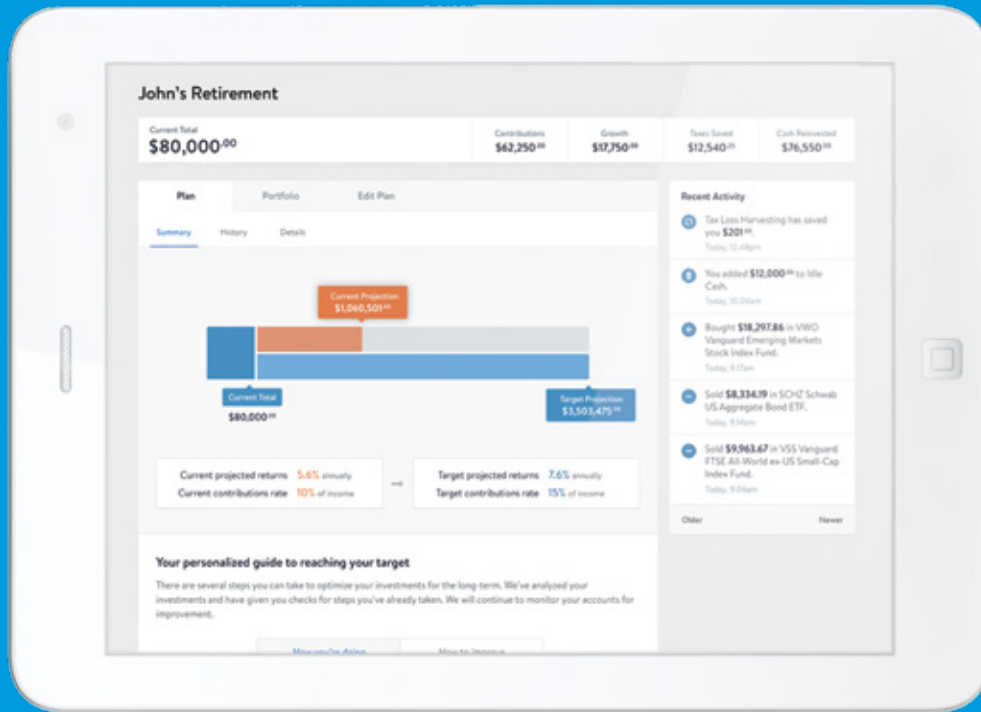 John's Retirement
Current Total
$80,000.00
Contributions
$62,250.00
Growth
$17,750.00
Taxes Saved
$12,540.25
Cash Reinvested
$76,550.00
Plan
Portfolio
Edit Plan
Summary
History
Details
Current Projection
$1,060,501.00
Current Total
$80,000.00
Target Projection
$3,503,475.00
Current projected returns 5.6% annually
Current contributions rate 10% of income
→
Target projected returns 7.6% annually
Target contributions rate 15% of income
Your personalized guide to reaching your target
There are several steps you can take to optimize your investments for the long-term. We've analyzed your
investments and have given you checks for steps you've already taken. We will continue to monitor your accounts for
improvement.
How you're doing
How to improve
Recent Activity
Tax Loss Harvesting has saved
you $201.00.
Today, 12:48pm
You added $12,000.00 to Idle
Cash.
Today, 10:06am
Bought $18,297.86 in VWO
Vanguard Emerging Markets
Stock Index Fund.
Today, 9:17am
Sold $8,334.19 in SCHZ Schwab
US Aggregate Bond ETF.
Today, 9:14am
Sold $9,963.67 in VSS Vanguard
FTSE All-World ex-US Small-Cap
Index Fund.
Today, 9:06am
Older
Newer